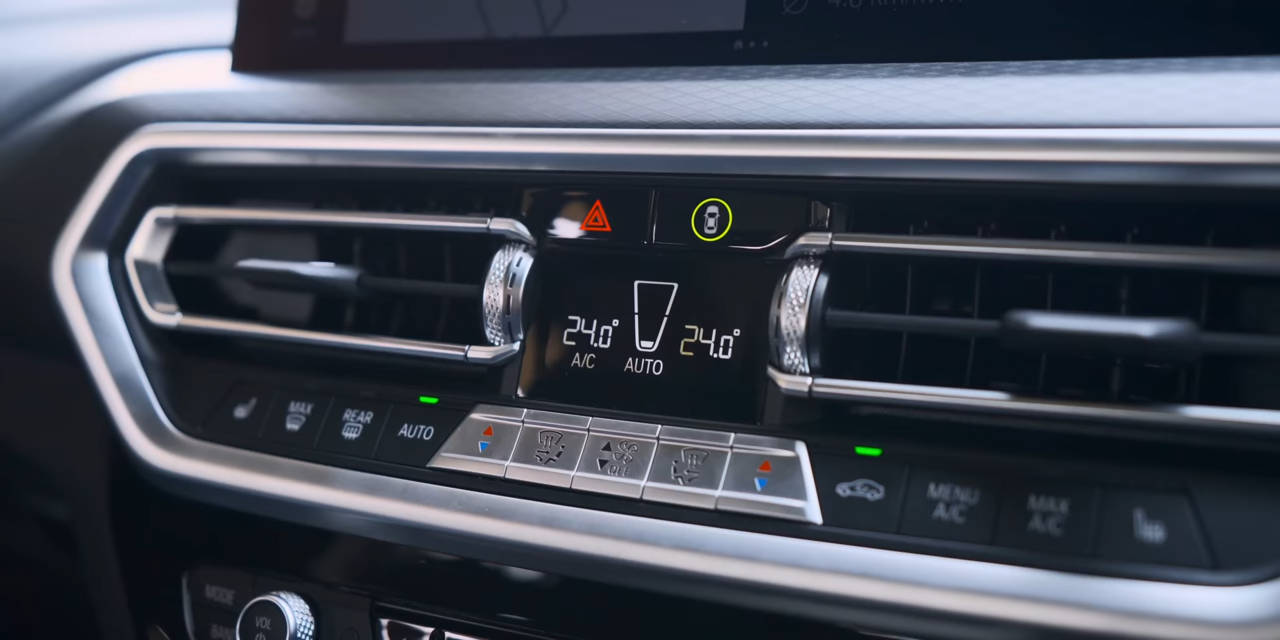 24.0°
24.0°
A/C
AUTO
MAX
REAR
AUTO
OFF
MENU
A/C
MAX
A/C
MODE
VOL